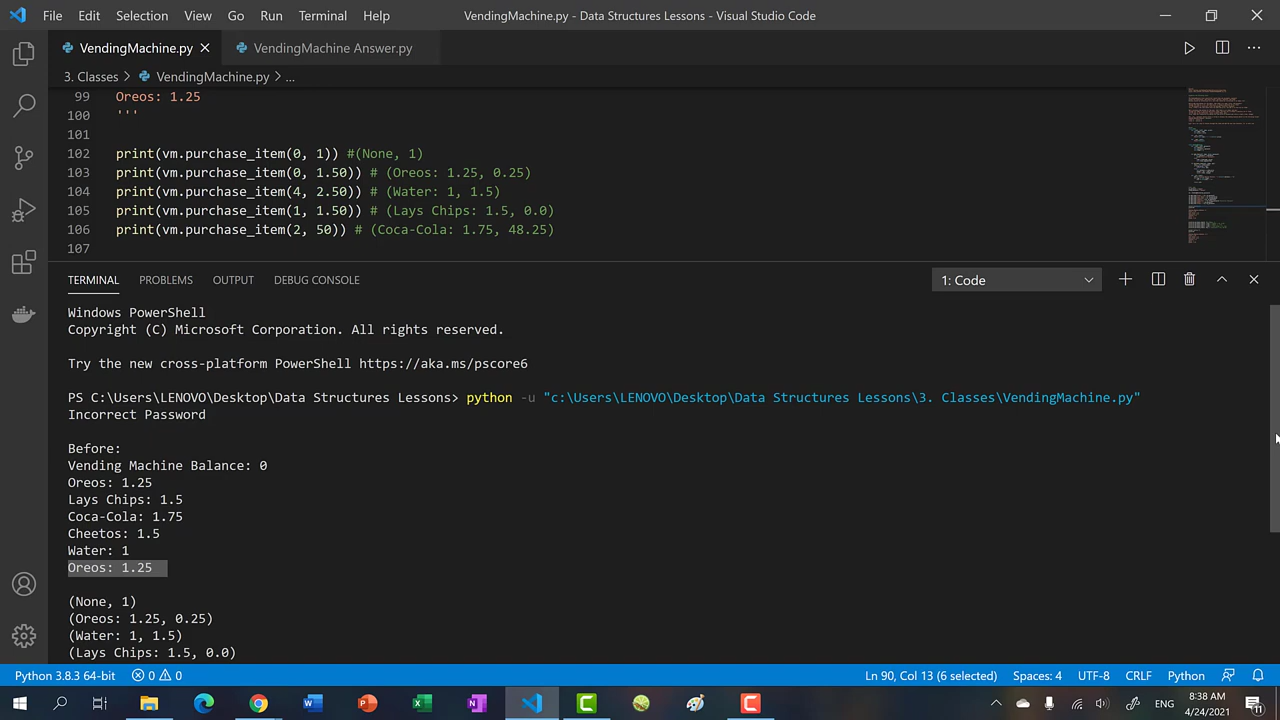 File Edit Selection View Go Run Terminal Help VendingMachine.py - Data Structures Lessons - Visual Studio Code
VendingMachine.py VendingMachine Answer.py
3. Classes > VendingMachine.py > ...
99 Oreos: 1.25
100 '''
101
102 print(vm.purchase_item(0, 1)) #(None, 1)
103 print(vm.purchase_item(0, 1.50)) # (Oreos: 1.25, 0.25)
104 print(vm.purchase_item(4, 2.50)) # (Water: 1, 1.5)
105 print(vm.purchase_item(1, 1.50)) # (Lays Chips: 1.5, 0.0)
106 print(vm.purchase_item(2, 50)) # (Coca-Cola: 1.75, 48.25)
107
TERMINAL PROBLEMS OUTPUT DEBUG CONSOLE 1: Code
Windows PowerShell
Copyright (C) Microsoft Corporation. All rights reserved.
Try the new cross-platform PowerShell https://aka.ms/pscore6
PS C:\Users\LENOVO\Desktop\Data Structures Lessons> python -u "c:\Users\LENOVO\Desktop\Data Structures Lessons\3. Classes\VendingMachine.py"
Incorrect Password
Before:
Vending Machine Balance: 0
Oreos: 1.25
Lays Chips: 1.5
Coca-Cola: 1.75
Cheetos: 1.5
Water: 1
Oreos: 1.25
(None, 1)
(Oreos: 1.25, 0.25)
(Water: 1, 1.5)
(Lays Chips: 1.5, 0.0)
Python 3.8.3 64-bit 0 0 Ln 90, Col 13 (6 selected) Spaces: 4 UTF-8 CRLF Python
8:38 AM
ENG
4/24/2021